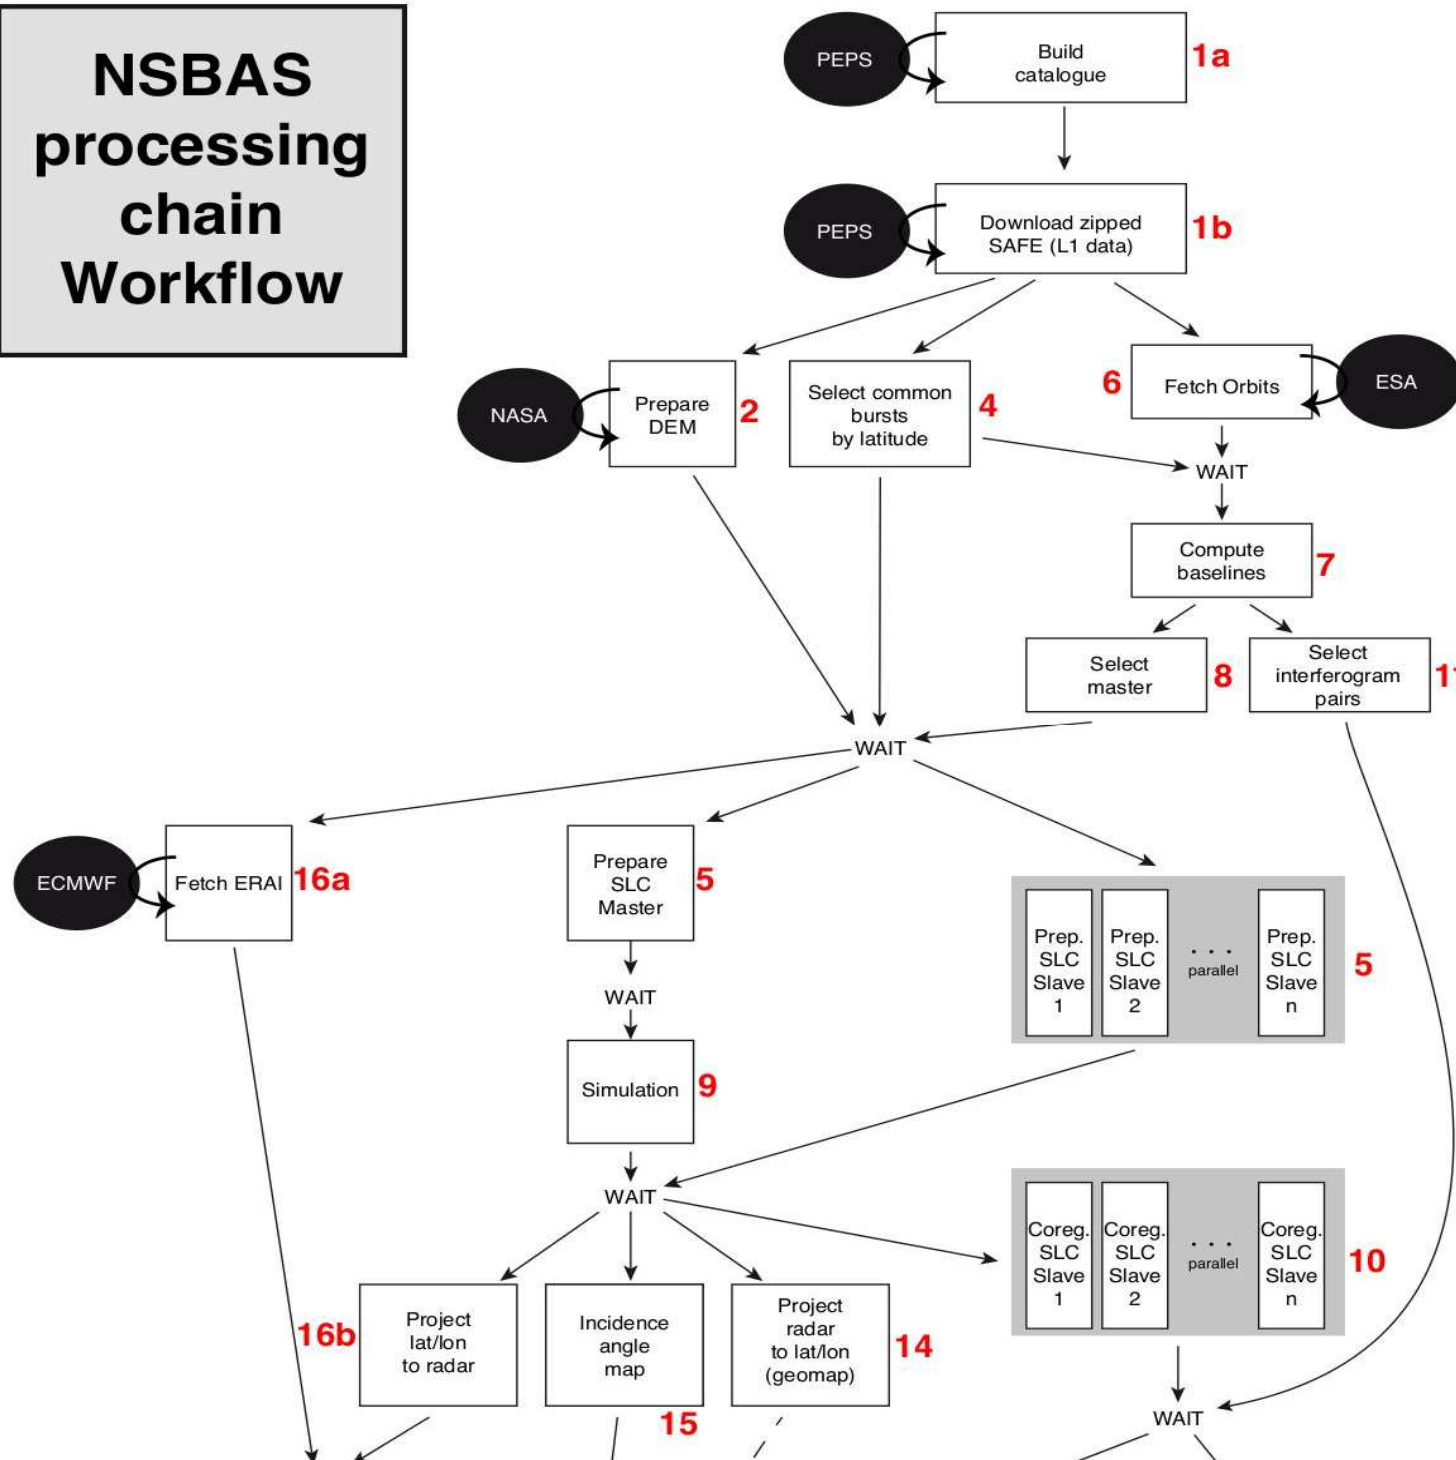 NSBAS
processing
chain
Workflow
PEPS
Build
catalogue
1a
PEPS
Download zipped
SAFE (L1 data)
1b
NASA
Prepare
DEM
2
Select common
bursts
by latitude
4
6
Fetch Orbits
ESA
WAIT
Compute
baselines
7
Select
master
8
Select
interferogram
pairs
WAIT
ECMWF
Fetch ERAI
16a
Prepare
SLC
Master
5
WAIT
Simulation
9
Prep.
SLC
Slave
1
Prep.
SLC
Slave
2
. . .
parallel
Prep.
SLC
Slave
n
5
WAIT
Coreg.
SLC
Slave
1
Coreg.
SLC
Slave
2
. . .
parallel
Coreg.
SLC
Slave
n
10
16b
Project
lat/lon
to radar
Incidence
angle
map
15
Project
radar
to lat/lon
(geomap)
14
WAIT